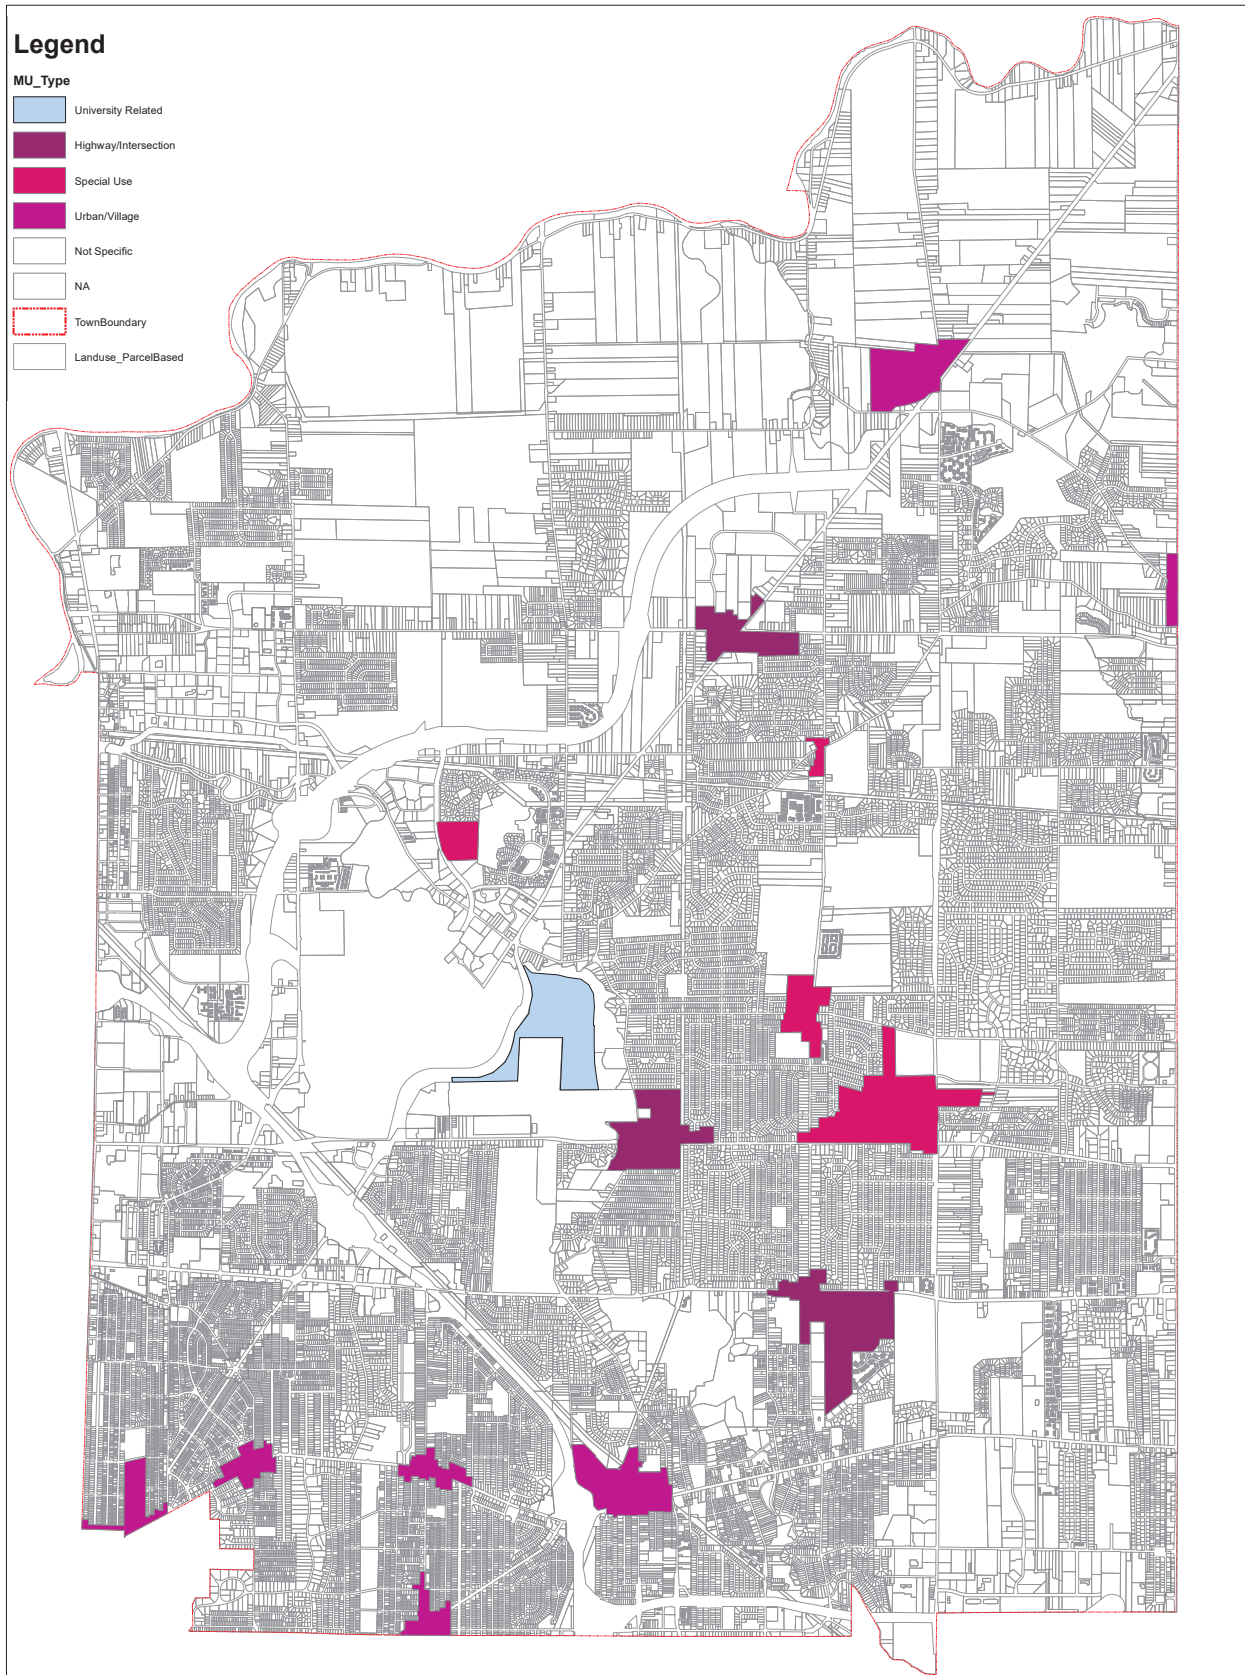 Legend
MU_Type
University Related
Highway/Intersection
Special Use
Urban/Village
Not Specific
NA
TownBoundary
Landuse_ParcelBased